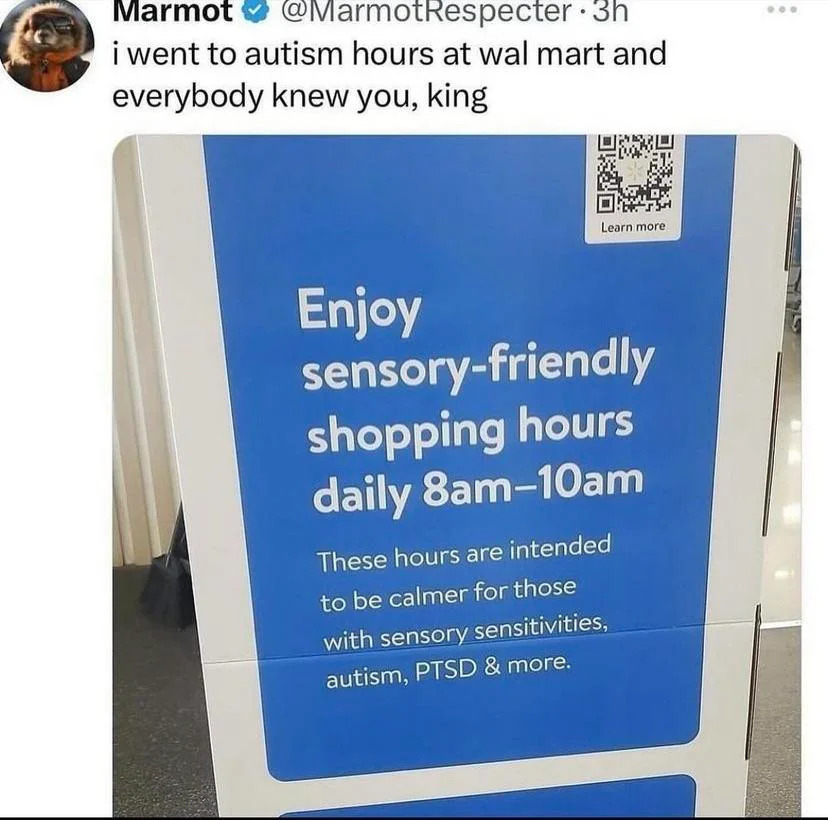 Marmot @MarmotRespecter · 3h
i went to autism hours at wal mart and
everybody knew you, king
Learn more
Enjoy
sensory-friendly
shopping hours
daily 8am–10am
These hours are intended
to be calmer for those
with sensory sensitivities,
autism, PTSD & more.